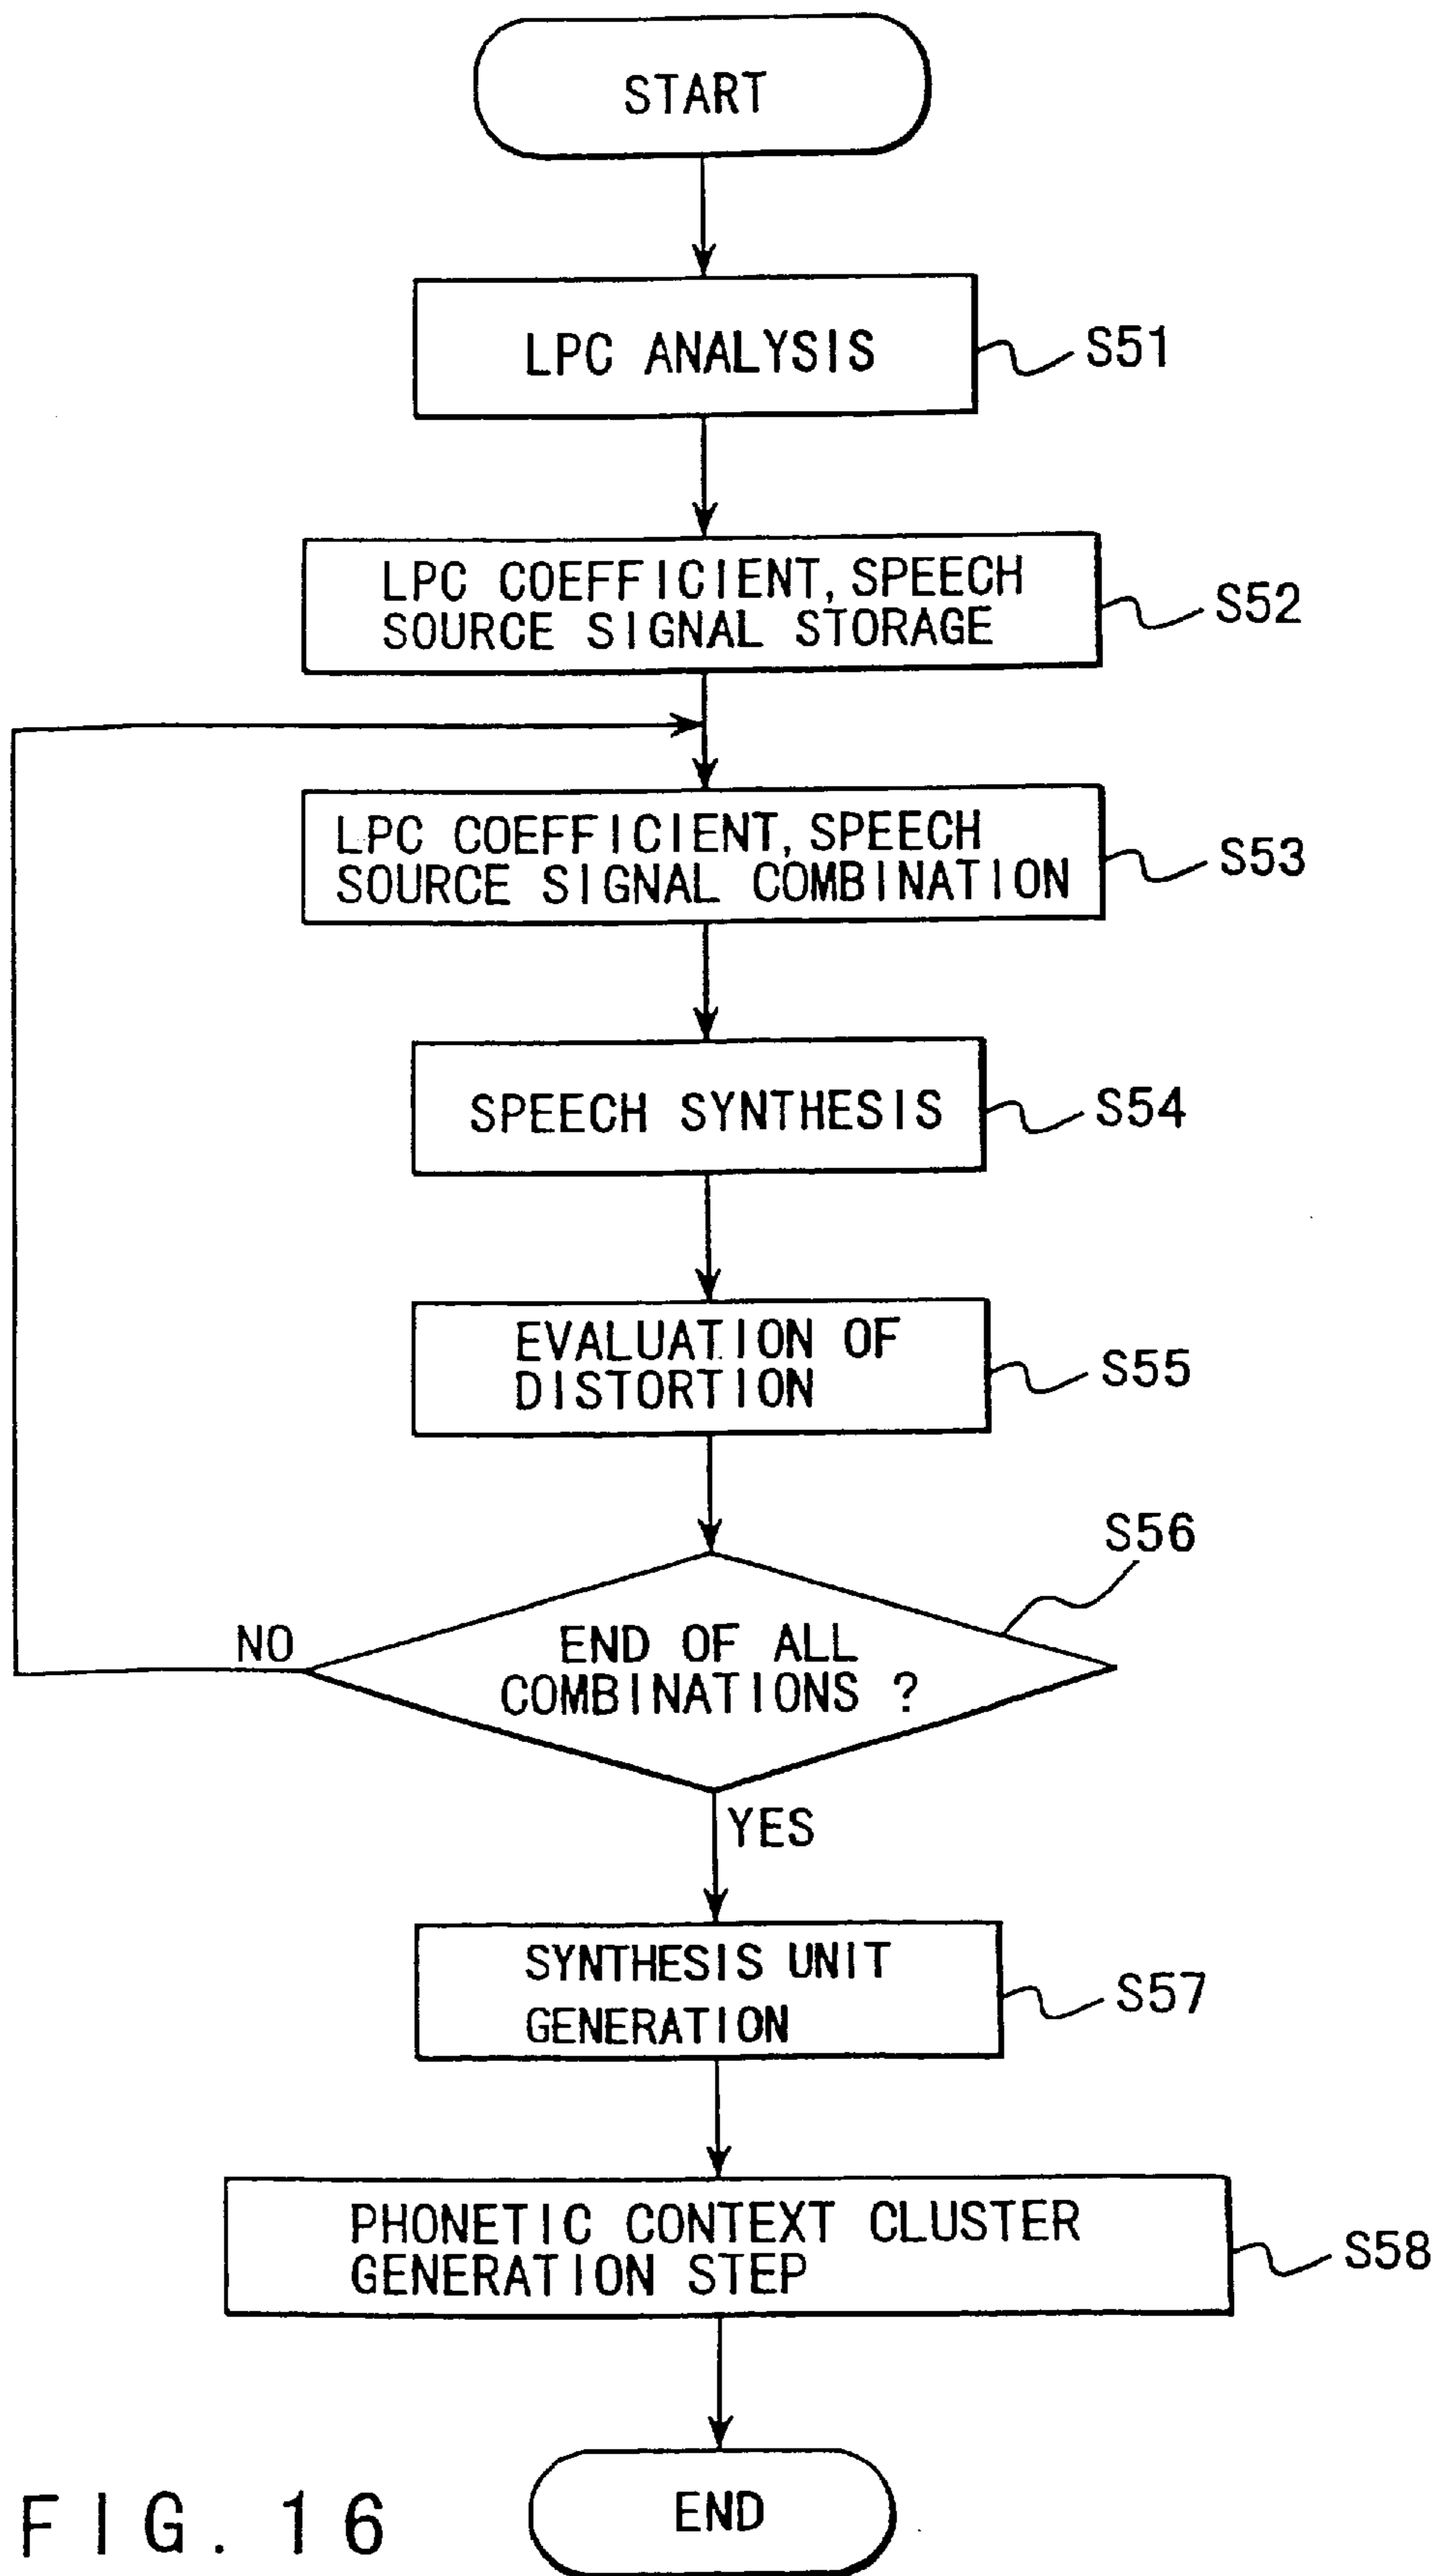 START
LPC ANALYSIS
S51
LPC COEFFICIENT, SPEECH
SOURCE SIGNAL STORAGE
S52
LPC COEFFICIENT, SPEECH
SOURCE SIGNAL COMBINATION
S53
SPEECH SYNTHESIS
S54
EVALUATION OF
DISTORTION
S55
S56
END OF ALL
COMBINATIONS ?
NO
YES
SYNTHESIS UNIT
GENERATION
S57
PHONETIC CONTEXT CLUSTER
GENERATION STEP
S58
END
FIG. 16